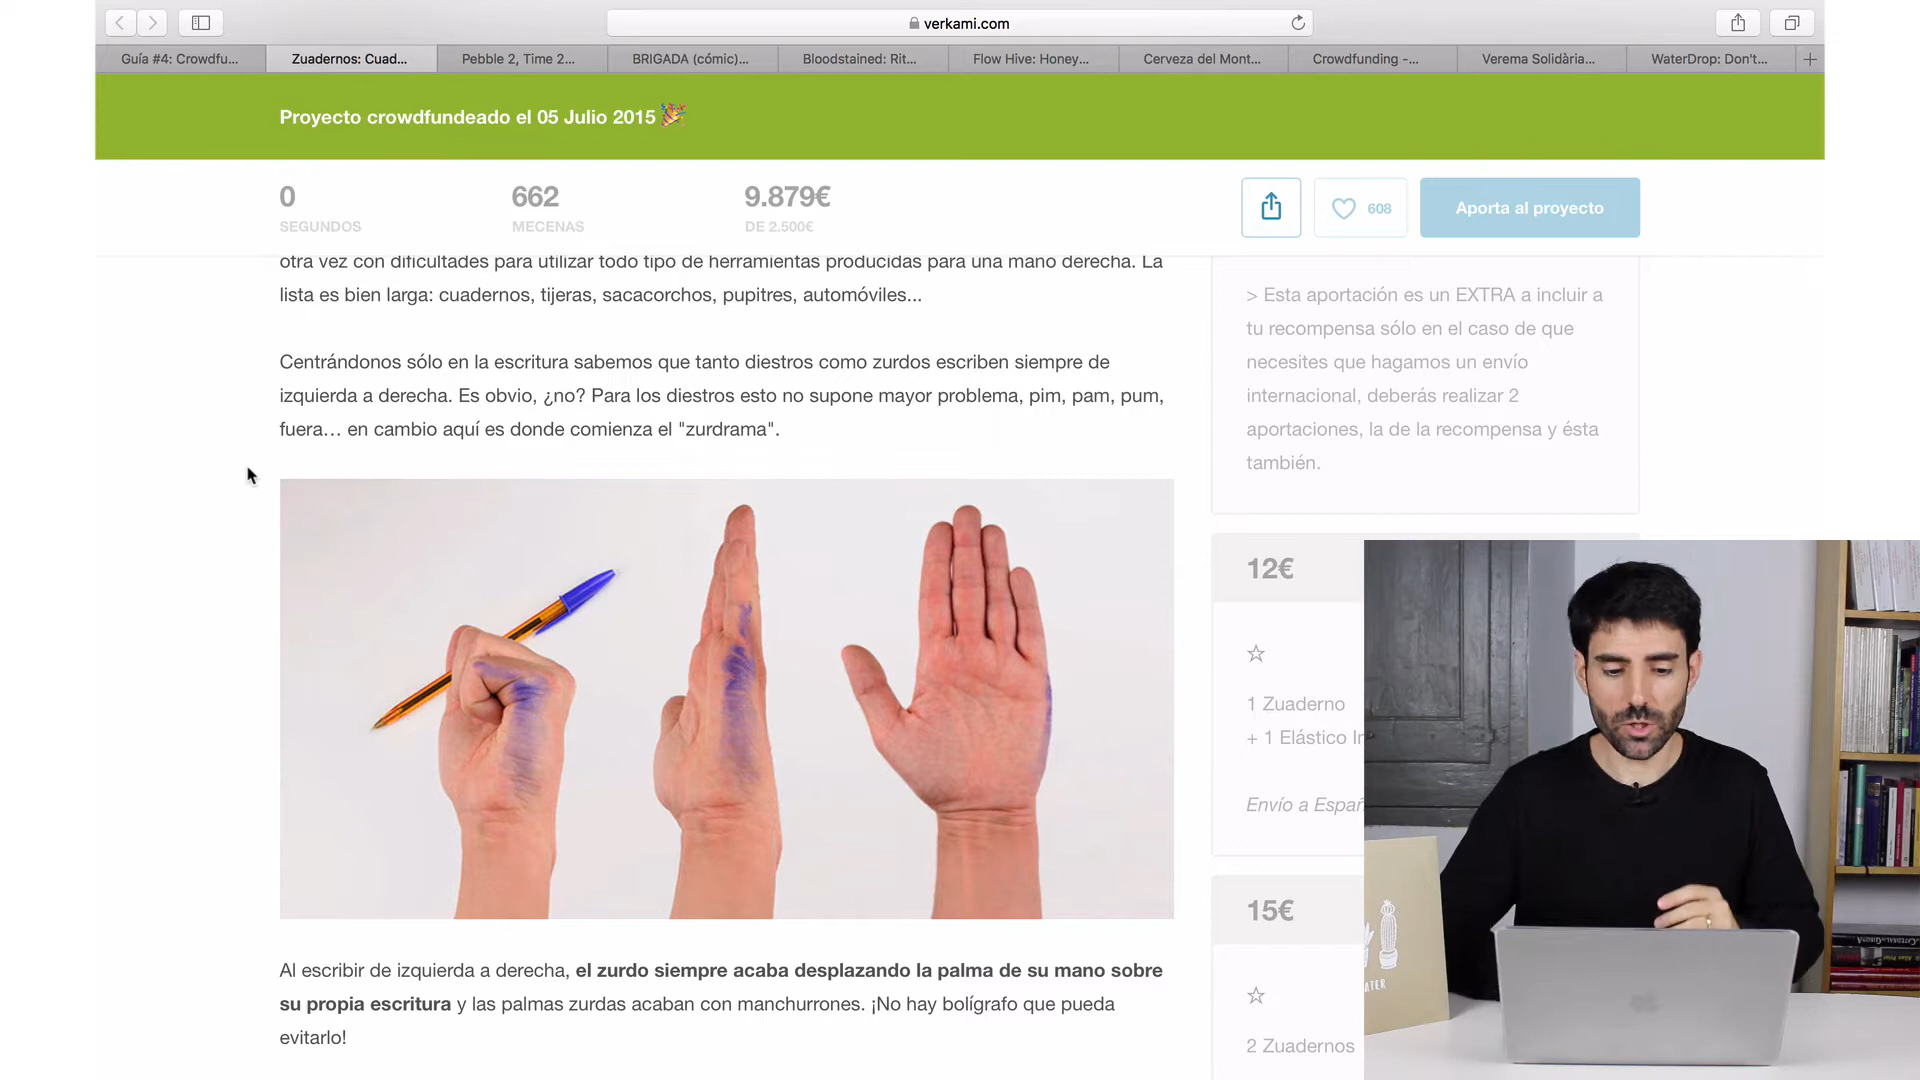 verkami.com
Guía #4: Crowdfu...
Zuadernos: Cuad...
Pebble 2, Time 2...
BRIGADA (cómic)...
Bloodstained: Rit...
Flow Hive: Honey...
Cerveza del Mont...
Crowdfunding -...
Verema Solidària...
WaterDrop: Don't...
Proyecto crowdfundeado el 05 Julio 2015
0
SEGUNDOS
662
MECENAS
9.879€
DE 2.500€
608
Aporta al proyecto
otra vez con dificultades para utilizar todo tipo de herramientas producidas para una mano derecha. La
lista es bien larga: cuadernos, tijeras, sacacorchos, pupitres, automóviles...
Centrándonos sólo en la escritura sabemos que tanto diestros como zurdos escriben siempre de
izquierda a derecha. Es obvio, ¿no? Para los diestros esto no supone mayor problema, pim, pam, pum,
fuera… en cambio aquí es donde comienza el "zurdrama".
Al escribir de izquierda a derecha, el zurdo siempre acaba desplazando la palma de su mano sobre
su propia escritura y las palmas zurdas acaban con manchurrones. ¡No hay bolígrafo que pueda
evitarlo!
> Esta aportación es un EXTRA a incluir a
tu recompensa sólo en el caso de que
necesites que hagamos un envío
internacional, deberás realizar 2
aportaciones, la de la recompensa y ésta
también.
12€
1 Zuaderno
+ 1 Elástico
Envío a
15€
2 Zuadernos